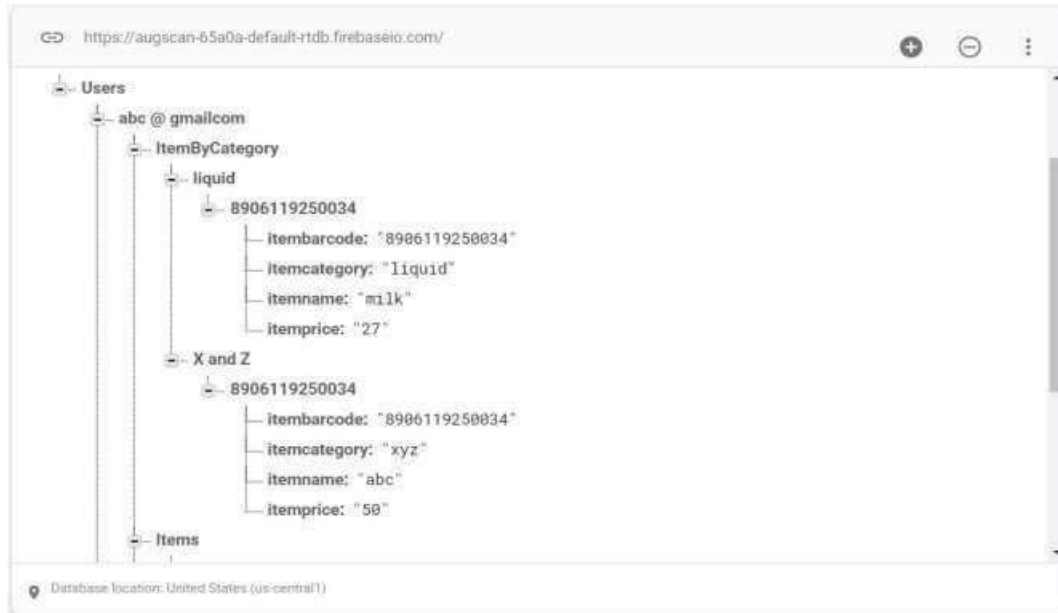 https://augscan-65a0a-default-rtdb.firebaseio.com/
Users
abc @ gmailcom
ItemByCategory
liquid
8906119250034
itembarcode: "8906119250034"
itemcategory: "liquid"
itemname: "milk"
itemprice: "27"
X and Z
8906119250034
itembarcode: "8906119250034"
itemcategory: "xyz"
itemname: "abc"
itemprice: "50"
Items
Database location: United States (us-central1)